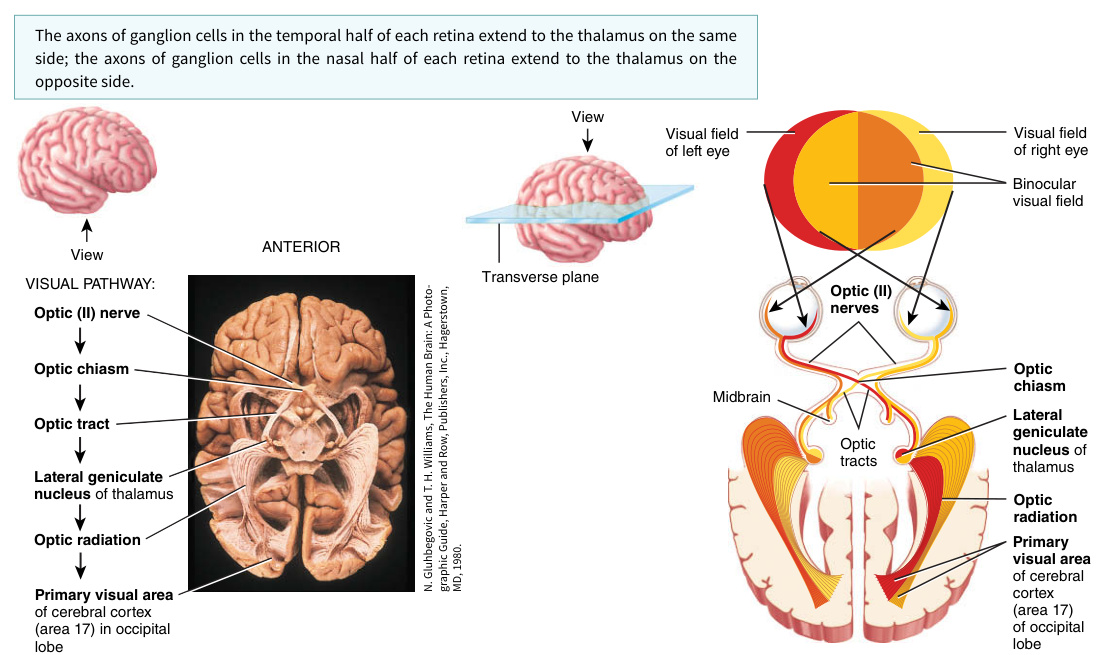 The axons of ganglion cells in the temporal half of each retina extend to the thalamus on the same
side; the axons of ganglion cells in the nasal half of each retina extend to the thalamus on the
opposite side.
View
ANTERIOR
VISUAL PATHWAY:
Optic (II) nerve
Optic chiasm
Optic tract
Lateral geniculate
nucleus of thalamus
Optic radiation
Primary visual area
of cerebral cortex
(area 17) in occipital
lobe
N. Gluhbegovic and T. H. Williams, The Human Brain: A Photo-
graphic Guide, Harper and Row, Publishers, Inc., Hagerstown,
MD, 1980.
View
Transverse plane
Visual field
of left eye
Visual field
of right eye
Binocular
visual field
Optic (II)
nerves
Optic
chiasm
Midbrain
Optic
tracts
Lateral
geniculate
nucleus of
thalamus
Optic
radiation
Primary
visual area
of cerebral
cortex
(area 17)
of occipital
lobe